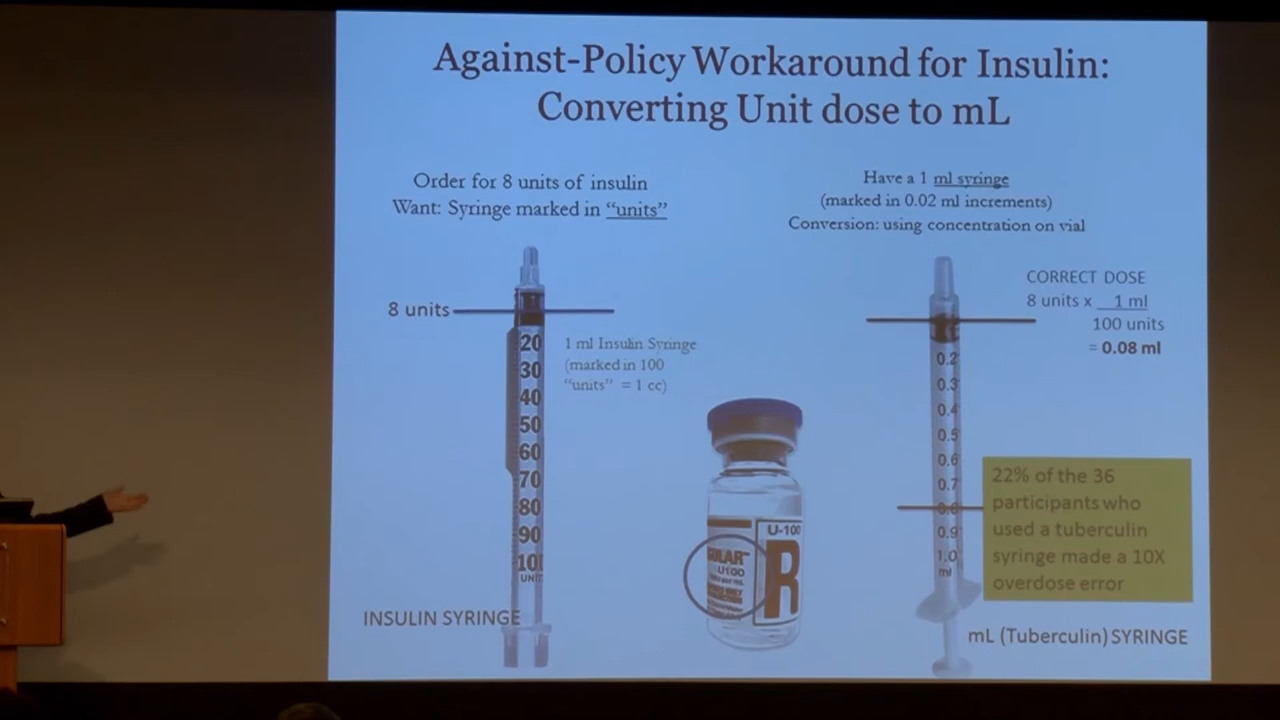 Against-Policy Workaround for Insulin:
Converting Unit dose to mL
Order for 8 units of insulin
Want: Syringe marked in “units”
Have a 1 ml syringe
(marked in 0.02 ml increments)
Conversion: using concentration on vial
8 units
20
30
40
50
60
70
80
90
UNIT
1 ml Insulin Syringe
(marked in 100
“units” = 1 cc)
INSULIN SYRINGE
U-100
U100
R
CORRECT DOSE
8 units x 1 ml
100 units
= 0.08 ml
0.2
0.3
0.4
0.5
0.6
0.7
0.8
0.9
1.0
ml
22% of the 36
participants who
used a tuberculin
syringe made a 10X
overdose error
mL (Tuberculin) SYRINGE